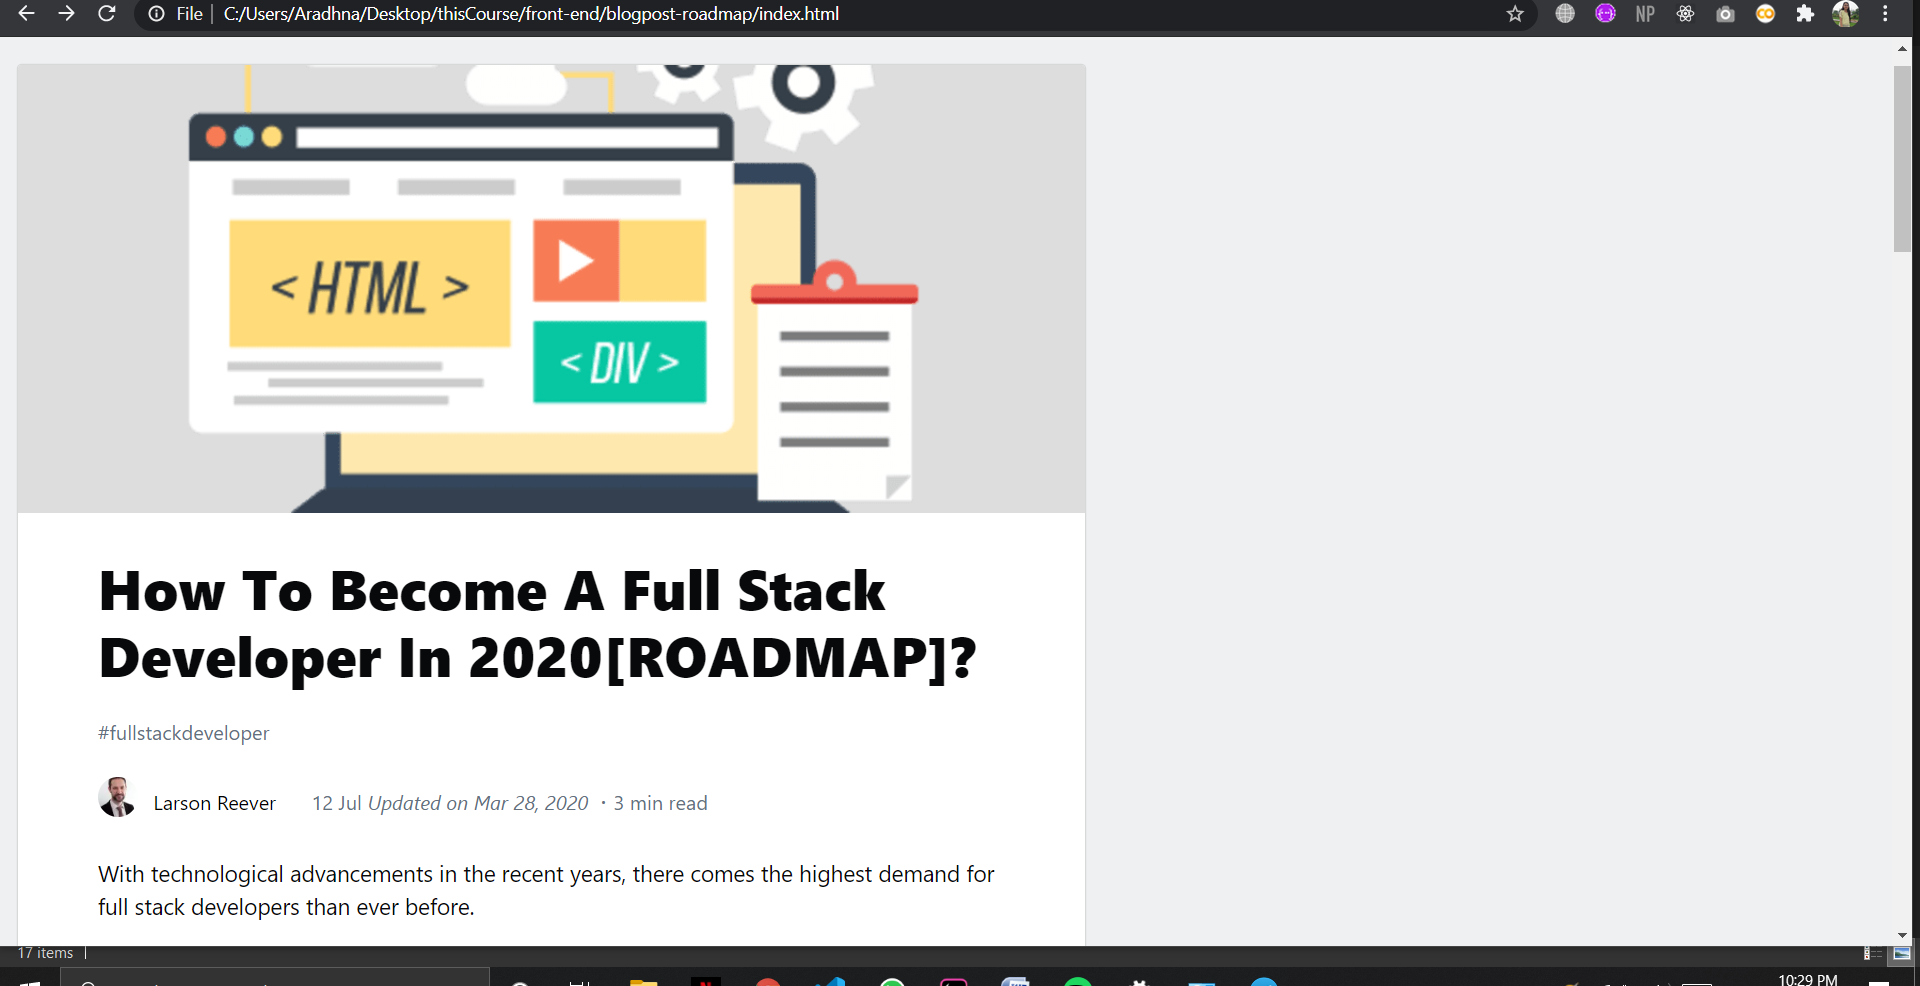 File
C:/Users/Aradhna/Desktop/thisCourse/front-end/blogpost-roadmap/index.html
NP
< HTML >
< DIV >
How To Become A Full Stack
Developer In 2020[ROADMAP]?
#fullstackdeveloper
Larson Reever 12 Jul Updated on Mar 28, 2020 · 3 min read
With technological advancements in the recent years, there comes the highest demand for
full stack developers than ever before.
17 items
10:29 PM